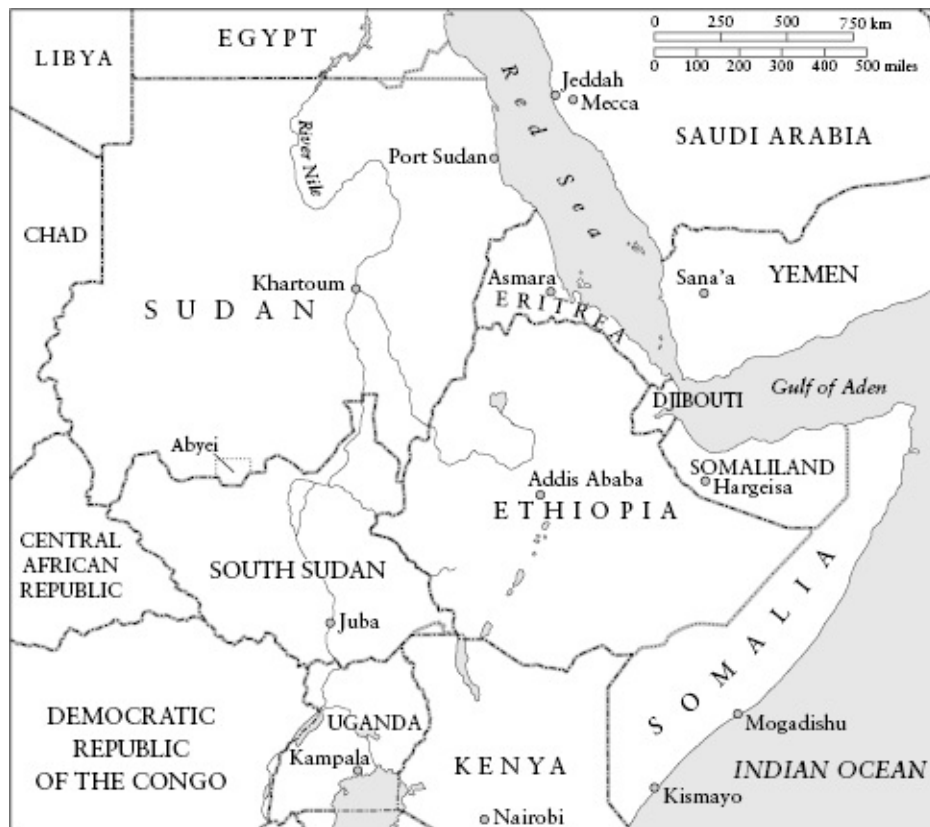 0 250 500 750 km
0 100 200 300 400 500 miles
EGYPT
LIBYA
Jeddah
Mecca
Red Sea
SAUDI ARABIA
River Nile
Port Sudan
CHAD
Khartoum
SUDAN
Asmara
ERITREA
Sana'a
YEMEN
Gulf of Aden
DJIBOUTI
Abyei
SOMALILAND
Hargeisa
Addis Ababa
ETHIOPIA
CENTRAL
AFRICAN
REPUBLIC
SOUTH SUDAN
Juba
SOMALIA
DEMOCRATIC
REPUBLIC
OF THE CONGO
UGANDA
Kampala
KENYA
Mogadishu
INDIAN OCEAN
Kismayo
Nairobi